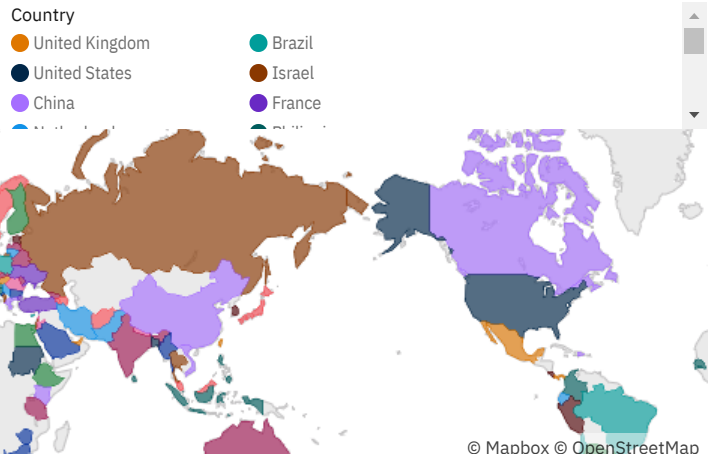 Country
United Kingdom
Brazil
United States
Israel
China
France
© Mapbox © OpenStreetMap